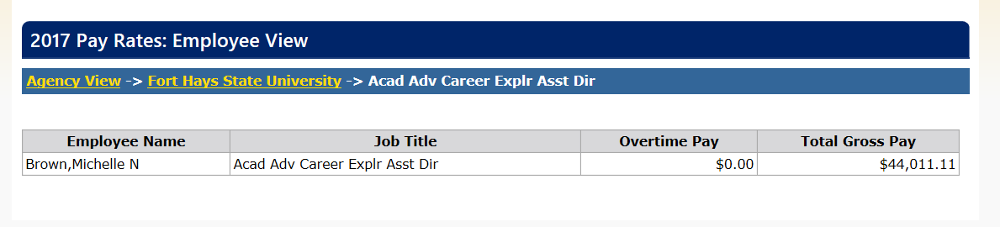 2017 Pay Rates: Employee View
Agency View -> Fort Hays State University -> Acad Adv Career Explr Asst Dir
Employee Name Job Title Overtime Pay Total Gross Pay
Brown,Michelle N Acad Adv Career Explr Asst Dir $0.00 $44,011.11